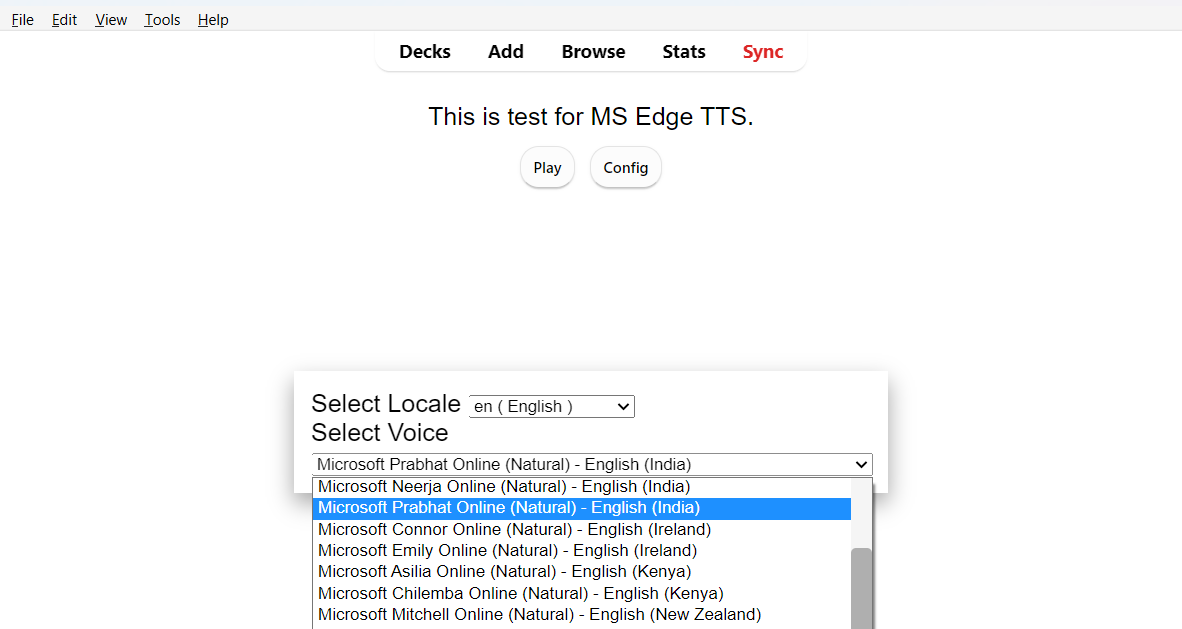 File Edit View Tools Help
Decks Add Browse Stats Sync
This is test for MS Edge TTS.
Play Config
Select Locale en ( English )
Select Voice
Microsoft Prabhat Online (Natural) - English (India)
Microsoft Neerja Online (Natural) - English (India)
Microsoft Prabhat Online (Natural) - English (India)
Microsoft Connor Online (Natural) - English (Ireland)
Microsoft Emily Online (Natural) - English (Ireland)
Microsoft Asilia Online (Natural) - English (Kenya)
Microsoft Chilemba Online (Natural) - English (Kenya)
Microsoft Mitchell Online (Natural) - English (New Zealand)